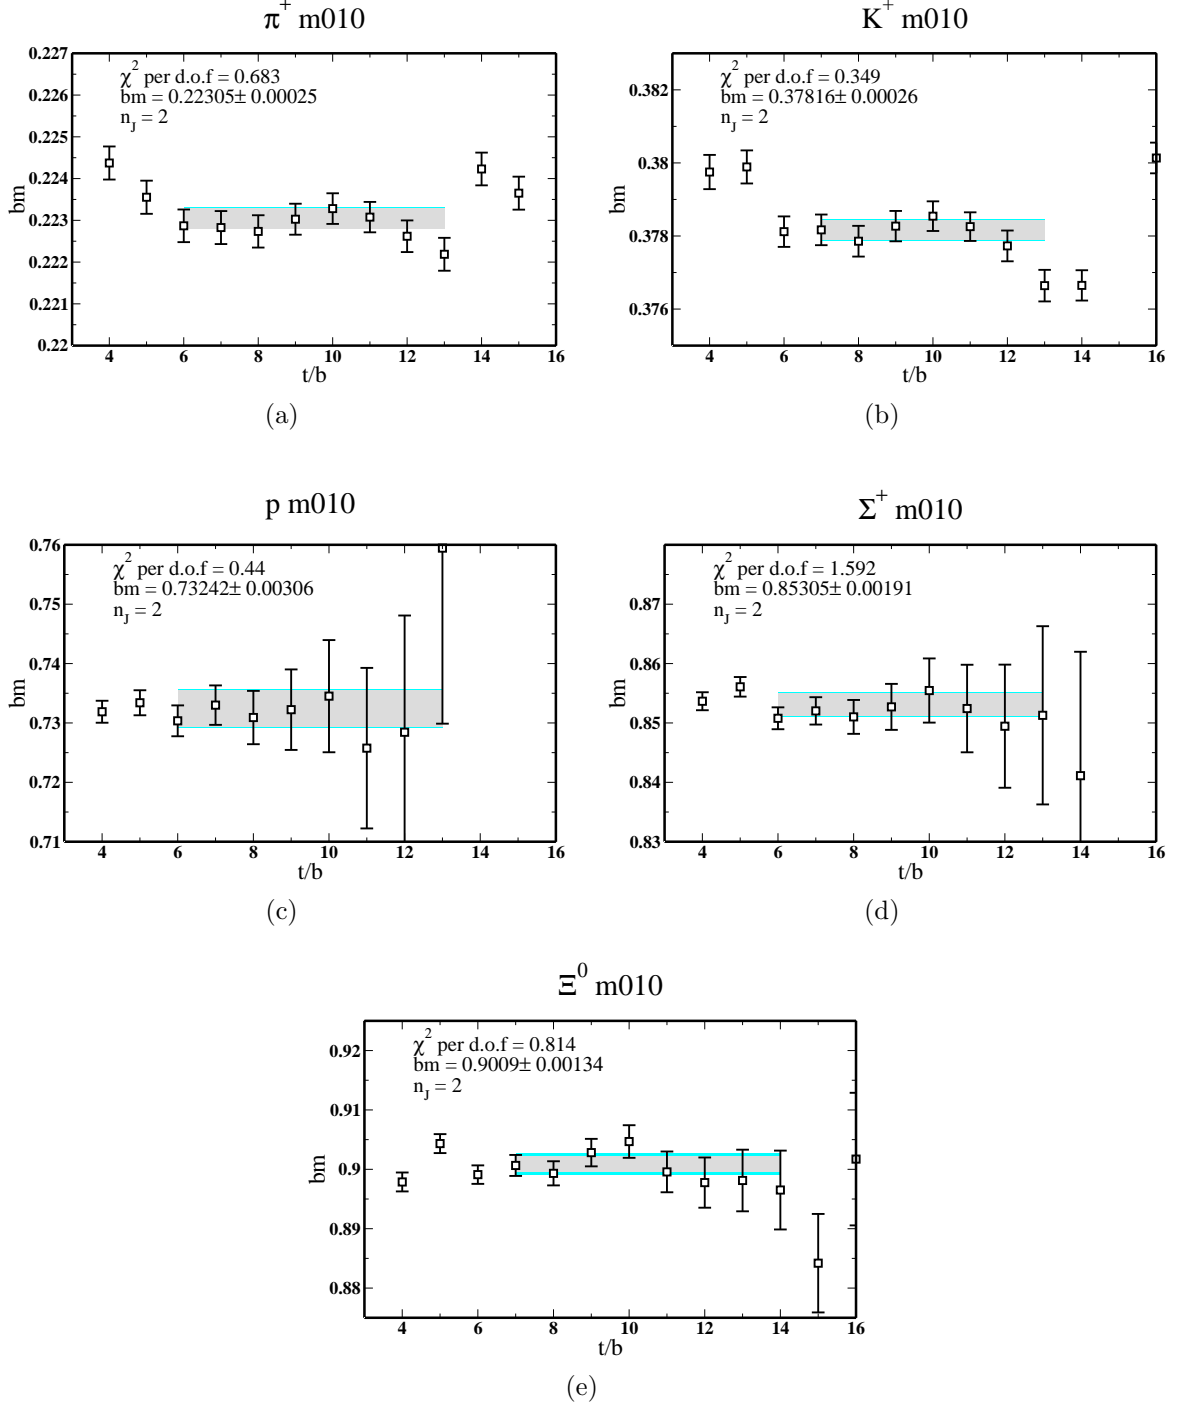 π⁺ m010
χ² per d.o.f = 0.683
bm = 0.22305± 0.00025
n_J = 2
0.227
0.226
0.225
0.224
0.223
0.222
0.221
0.22
bm
4 6 8 10 12 14 16
t/b
(a)
K⁺ m010
χ² per d.o.f = 0.349
bm = 0.37816± 0.00026
n_J = 2
0.382
0.38
0.378
0.376
bm
4 6 8 10 12 14 16
t/b
(b)
p m010
χ² per d.o.f = 0.44
bm = 0.73242± 0.00306
n_J = 2
0.76
0.75
0.74
0.73
0.72
0.71
bm
4 6 8 10 12 14 16
t/b
(c)
Σ⁺ m010
χ² per d.o.f = 1.592
bm = 0.85305± 0.00191
n_J = 2
0.87
0.86
0.85
0.84
0.83
bm
4 6 8 10 12 14 16
t/b
(d)
Ξ⁰ m010
χ² per d.o.f = 0.814
bm = 0.9009± 0.00134
n_J = 2
0.92
0.91
0.9
0.89
0.88
bm
4 6 8 10 12 14 16
t/b
(e)